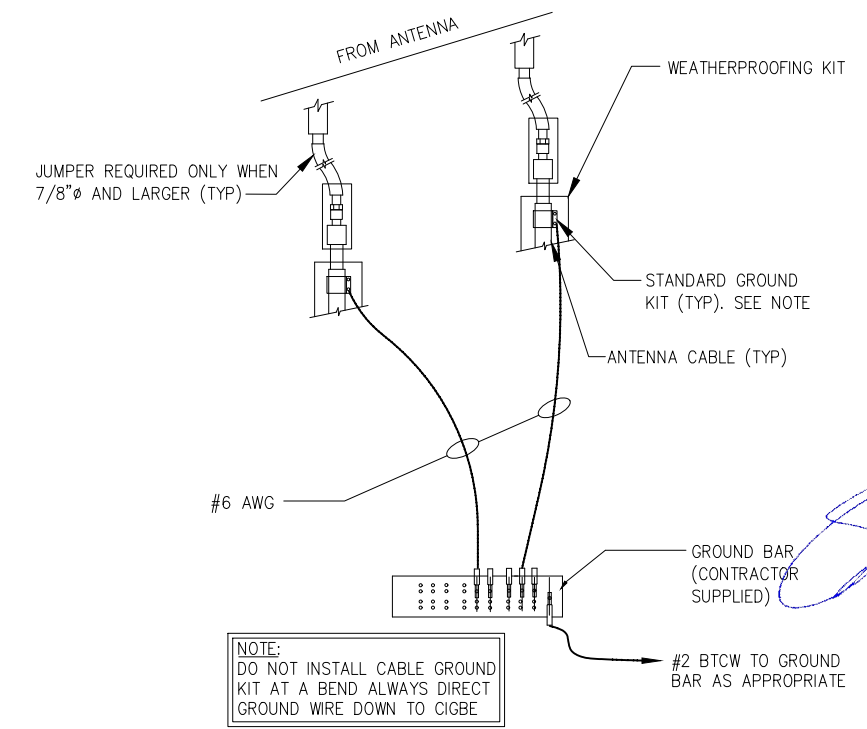 FROM ANTENNA
WEATHERPROOFING KIT
JUMPER REQUIRED ONLY WHEN
7/8"ø AND LARGER (TYP)
STANDARD GROUND
KIT (TYP). SEE NOTE
ANTENNA CABLE (TYP)
#6 AWG
GROUND BAR
(CONTRACTOR
SUPPLIED)
NOTE:
DO NOT INSTALL CABLE GROUND
KIT AT A BEND ALWAYS DIRECT
GROUND WIRE DOWN TO CIGBE
#2 BTCW TO GROUND
BAR AS APPROPRIATE